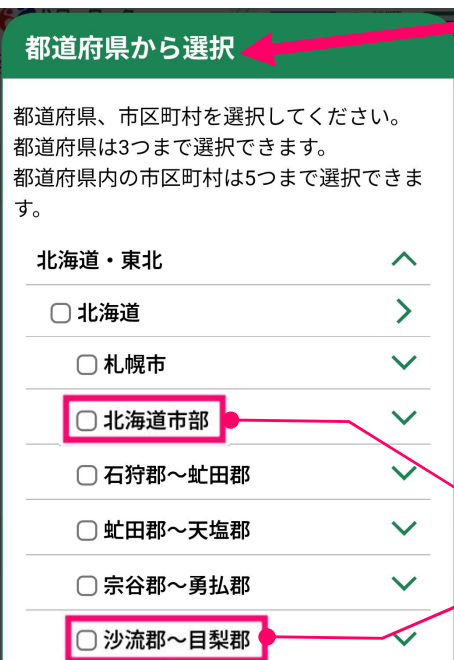 都道府県から選択
都道府県、市区町村を選択してください。
都道府県は3つまで選択できます。
都道府県内の市区町村は5つまで選択できま
す。
北海道・東北
北海道
札幌市
北海道市部
石狩郡～虻田郡
虻田郡～天塩郡
宗谷郡～勇払郡
沙流郡～目梨郡